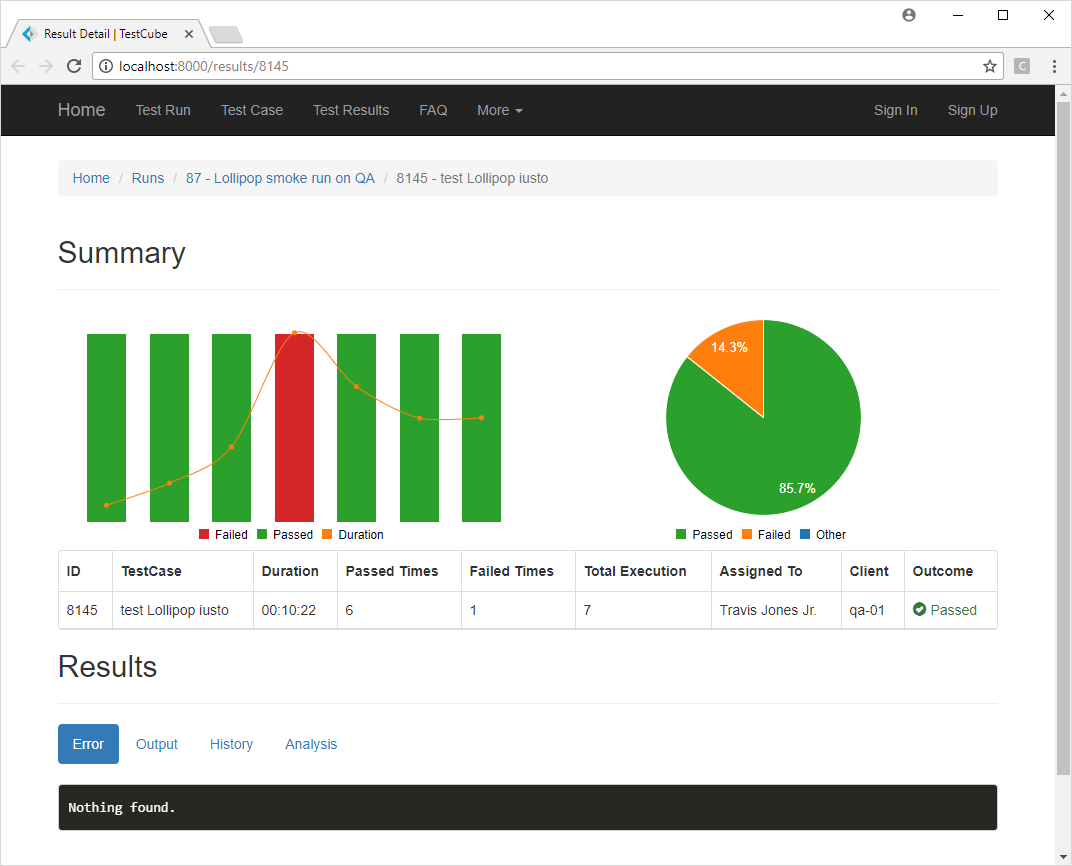 Result Detail | TestCube
localhost:8000/results/8145
C
Home Test Run Test Case Test Results FAQ More Sign In Sign Up
Home / Runs / 87 - Lollipop smoke run on QA / 8145 - test Lollipop iusto
Summary
14.3%
85.7%
Failed Passed Duration
Passed Failed Other
ID TestCase Duration Passed Times Failed Times Total Execution Assigned To Client Outcome
8145 test Lollipop iusto 00:10:22 6 1 7 Travis Jones Jr. qa-01 Passed
Results
Error Output History Analysis
Nothing found.